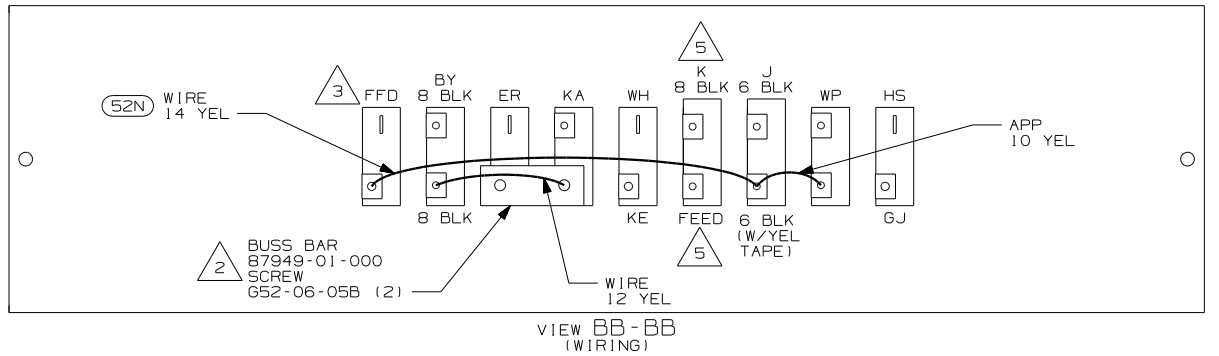 5
K
8 BLK
J
6 BLK
3
FFD
BY
8 BLK
ER
KA
WH
WP
HS
52N
WIRE
14 YEL
APP
10 YEL
8 BLK
KE
FEED
6 BLK
(W/YEL
TAPE)
GJ
5
2
BUSS BAR
87949-01-000
SCREW
G52-06-05B (2)
WIRE
12 YEL
VIEW BB-BB
(WIRING)